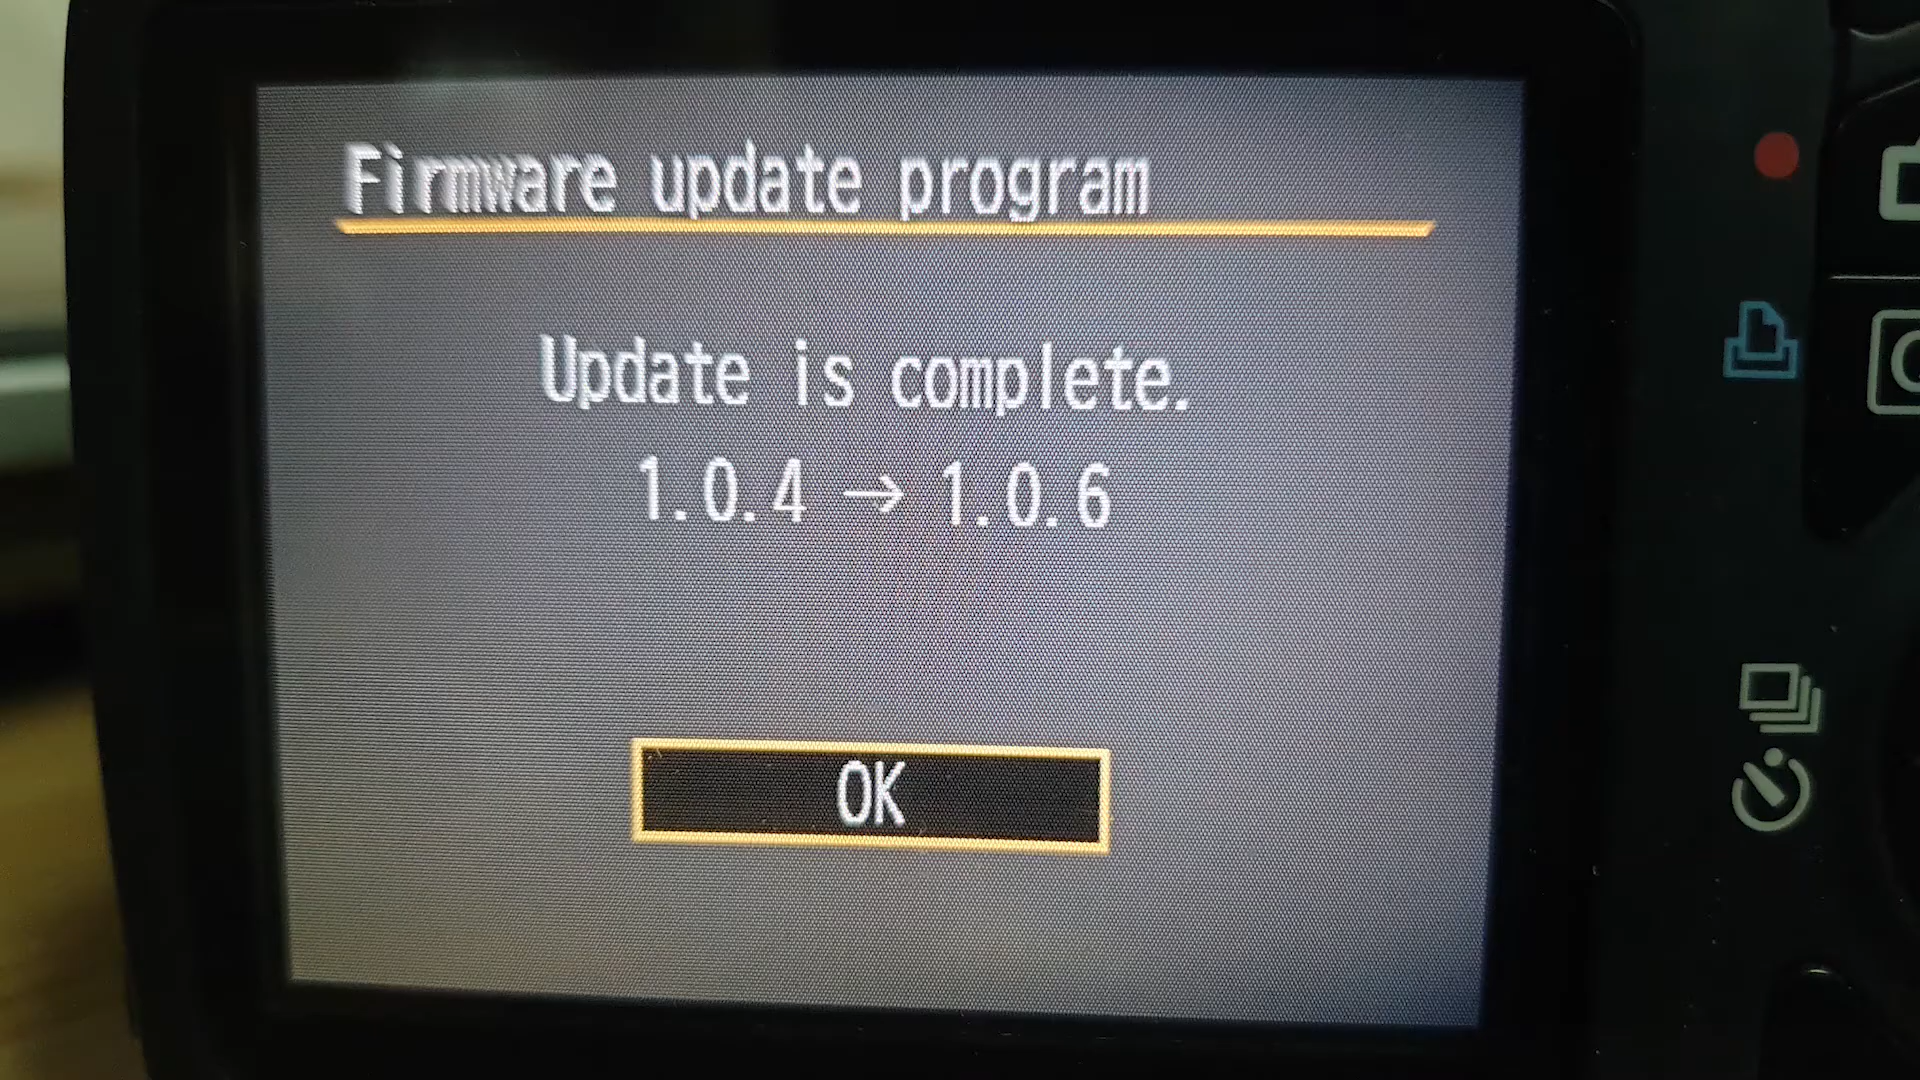 Firmware update program
Update is complete.
1.0.4 → 1.0.6
OK